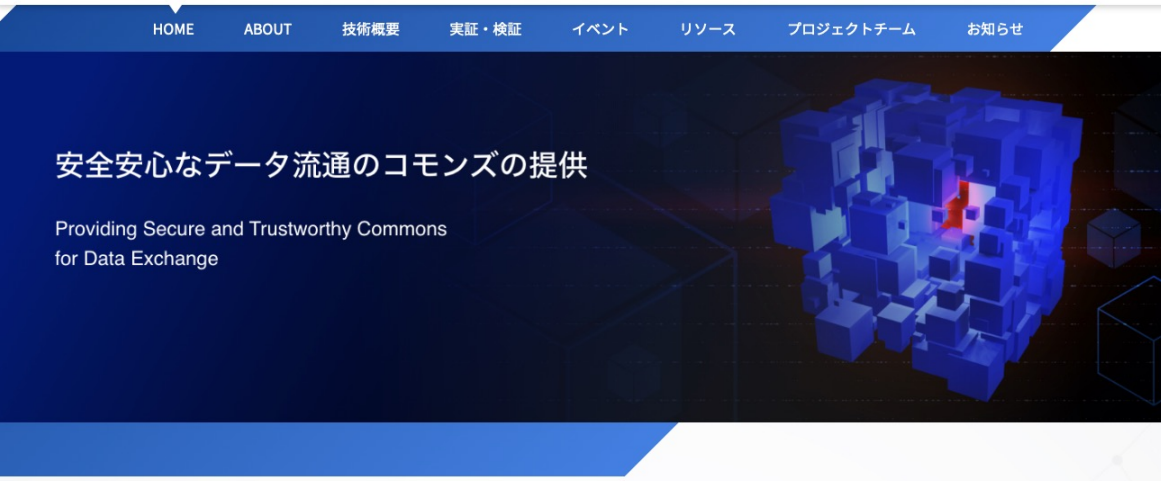 HOME ABOUT 技術概要 実証・検証 イベント リソース プロジェクトチーム お知らせ
安全安心なデータ流通のコモンズの提供
Providing Secure and Trustworthy Commons
for Data Exchange